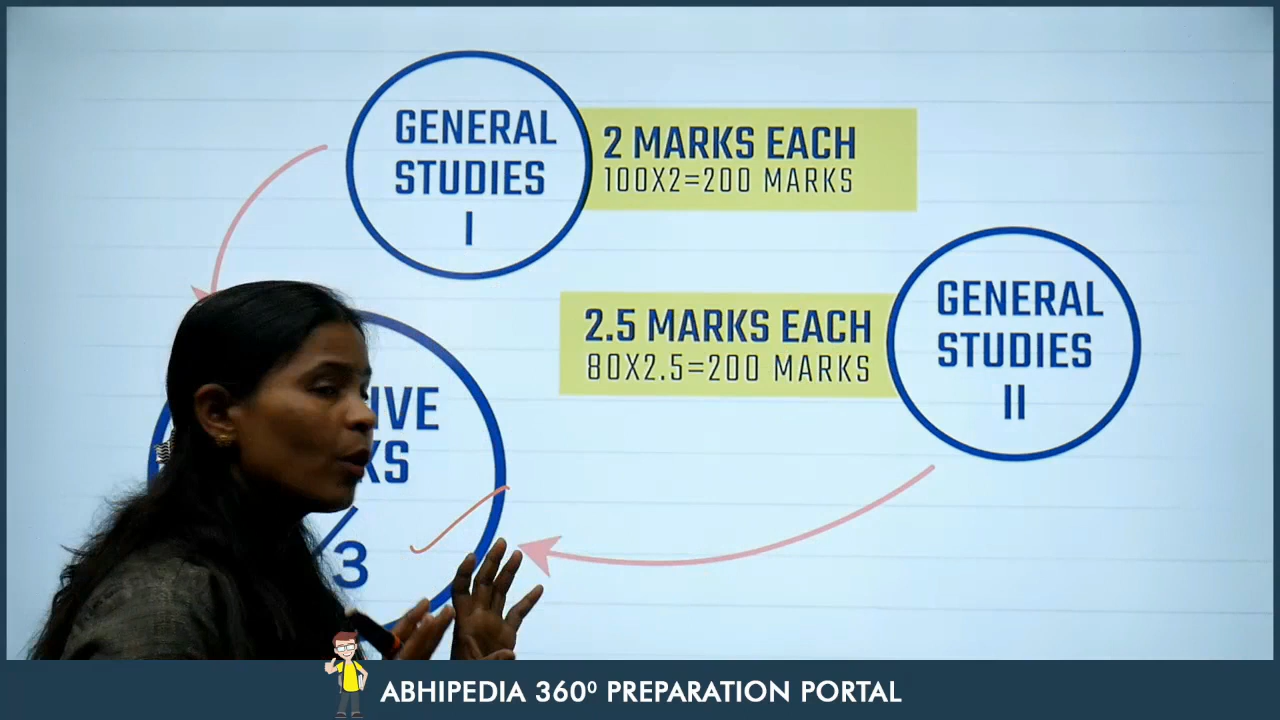 GENERAL
STUDIES
I
2 MARKS EACH
100X2=200 MARKS
2.5 MARKS EACH
80X2.5=200 MARKS
GENERAL
STUDIES
II
/3
ABHIPEDIA 360⁰ PREPARATION PORTAL